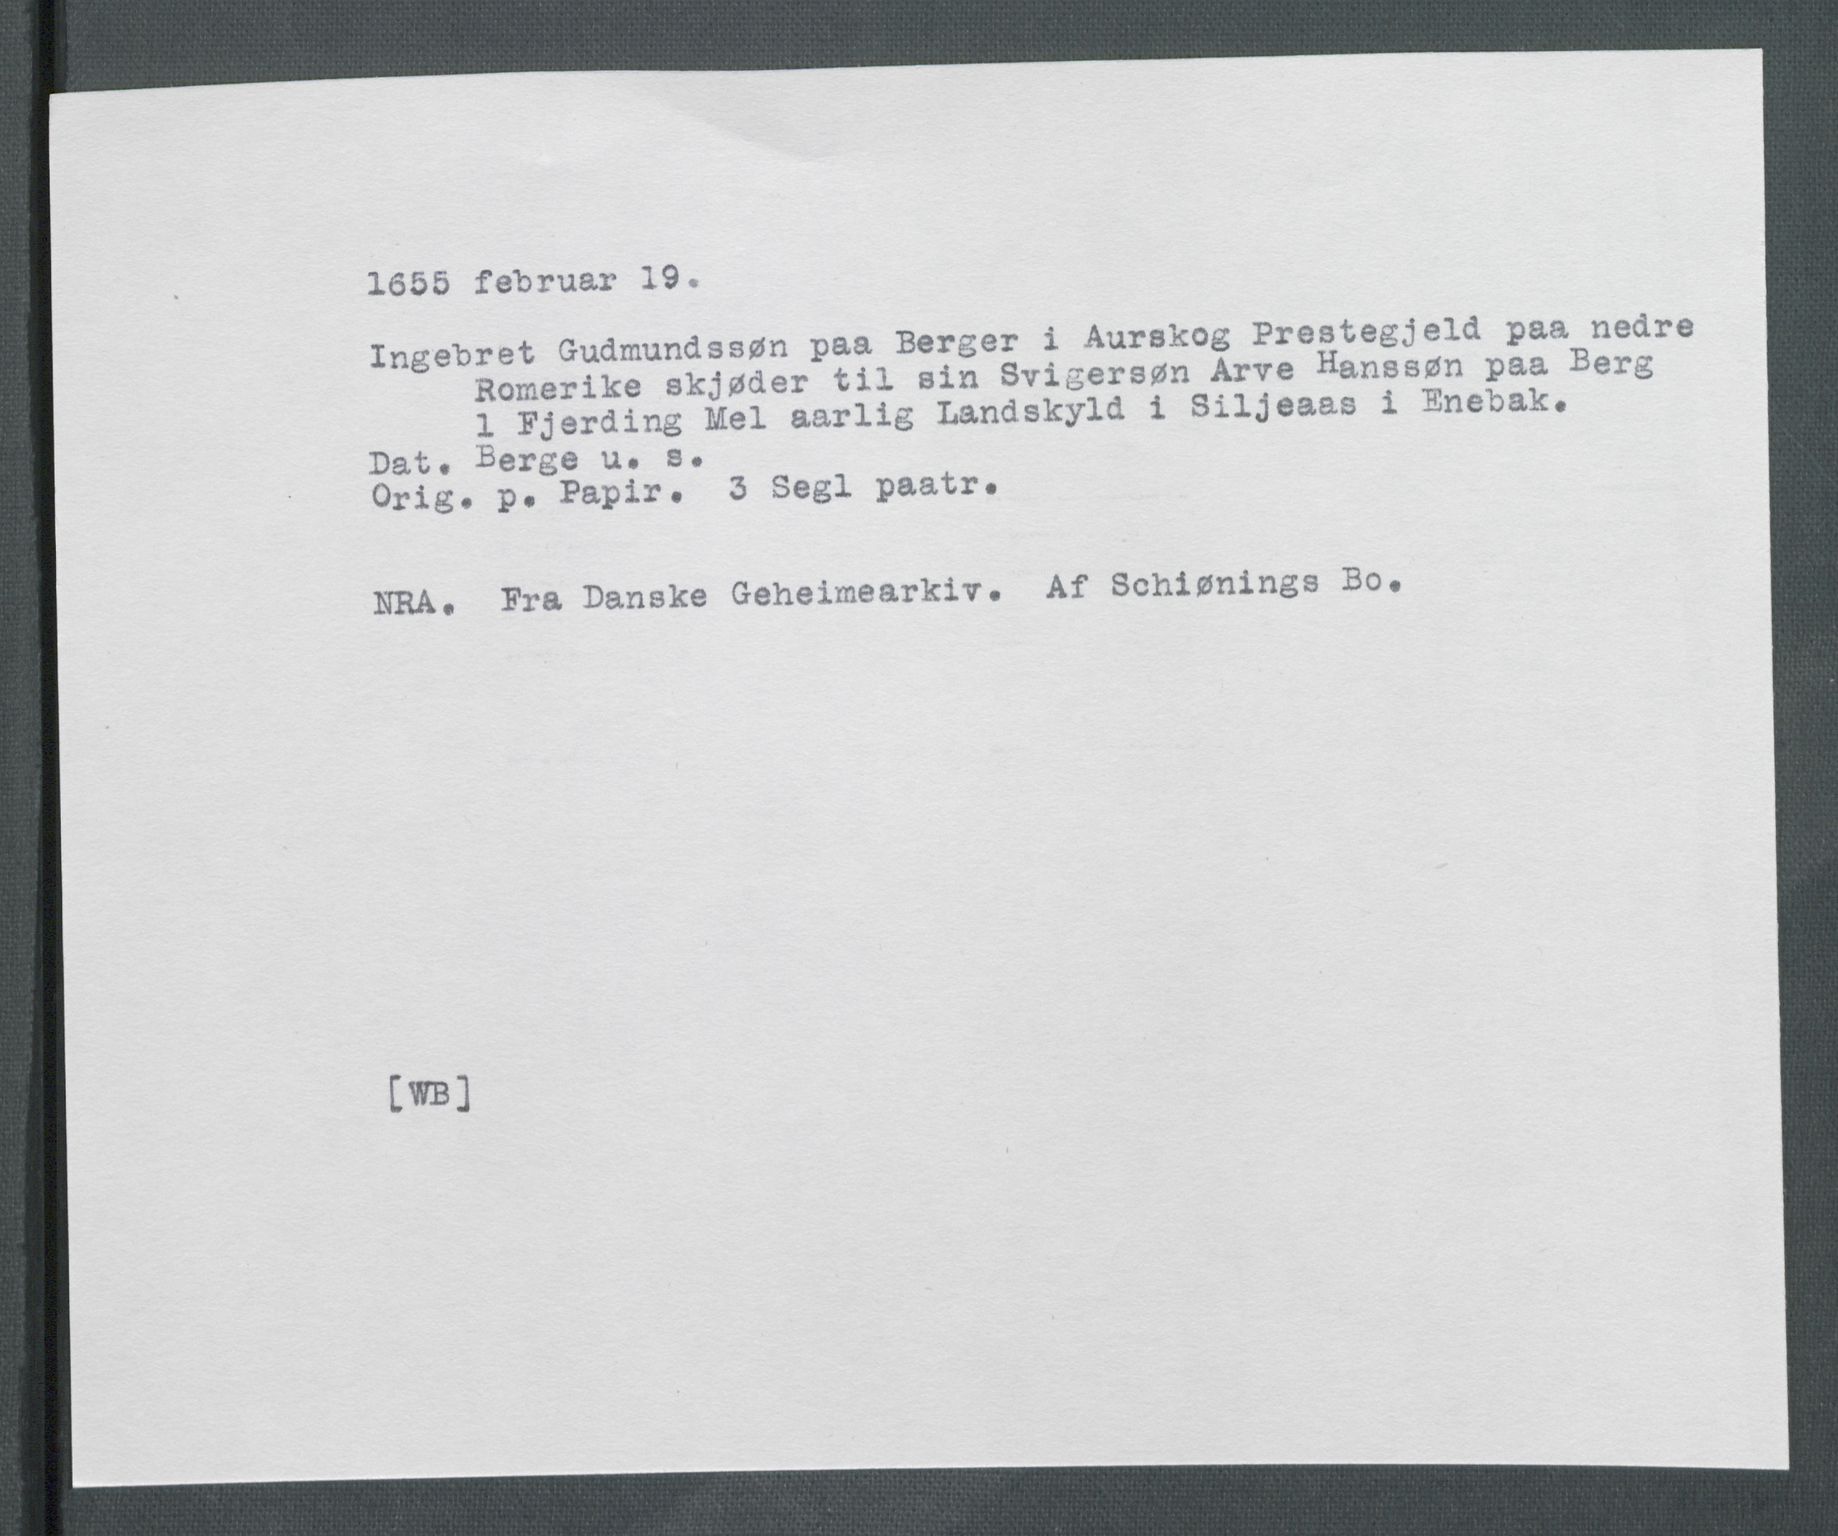 1655 februar 19.
Ingebret Gudmundssøn paa Berger i Aurskog Prestegjeld paa nedre
Romerike skjøder til sin Svigersøn Arve Hanssøn paa Berg
1 Fjerding Mel aarlig Landskyld i Siljeaas i Enebak.
Dat. Berge u. s.
Orig. p. Papir. 3 Segl paatr.
NRA. Fra Danske Geheimearkiv. Af Schiønings Bo.
[WB]